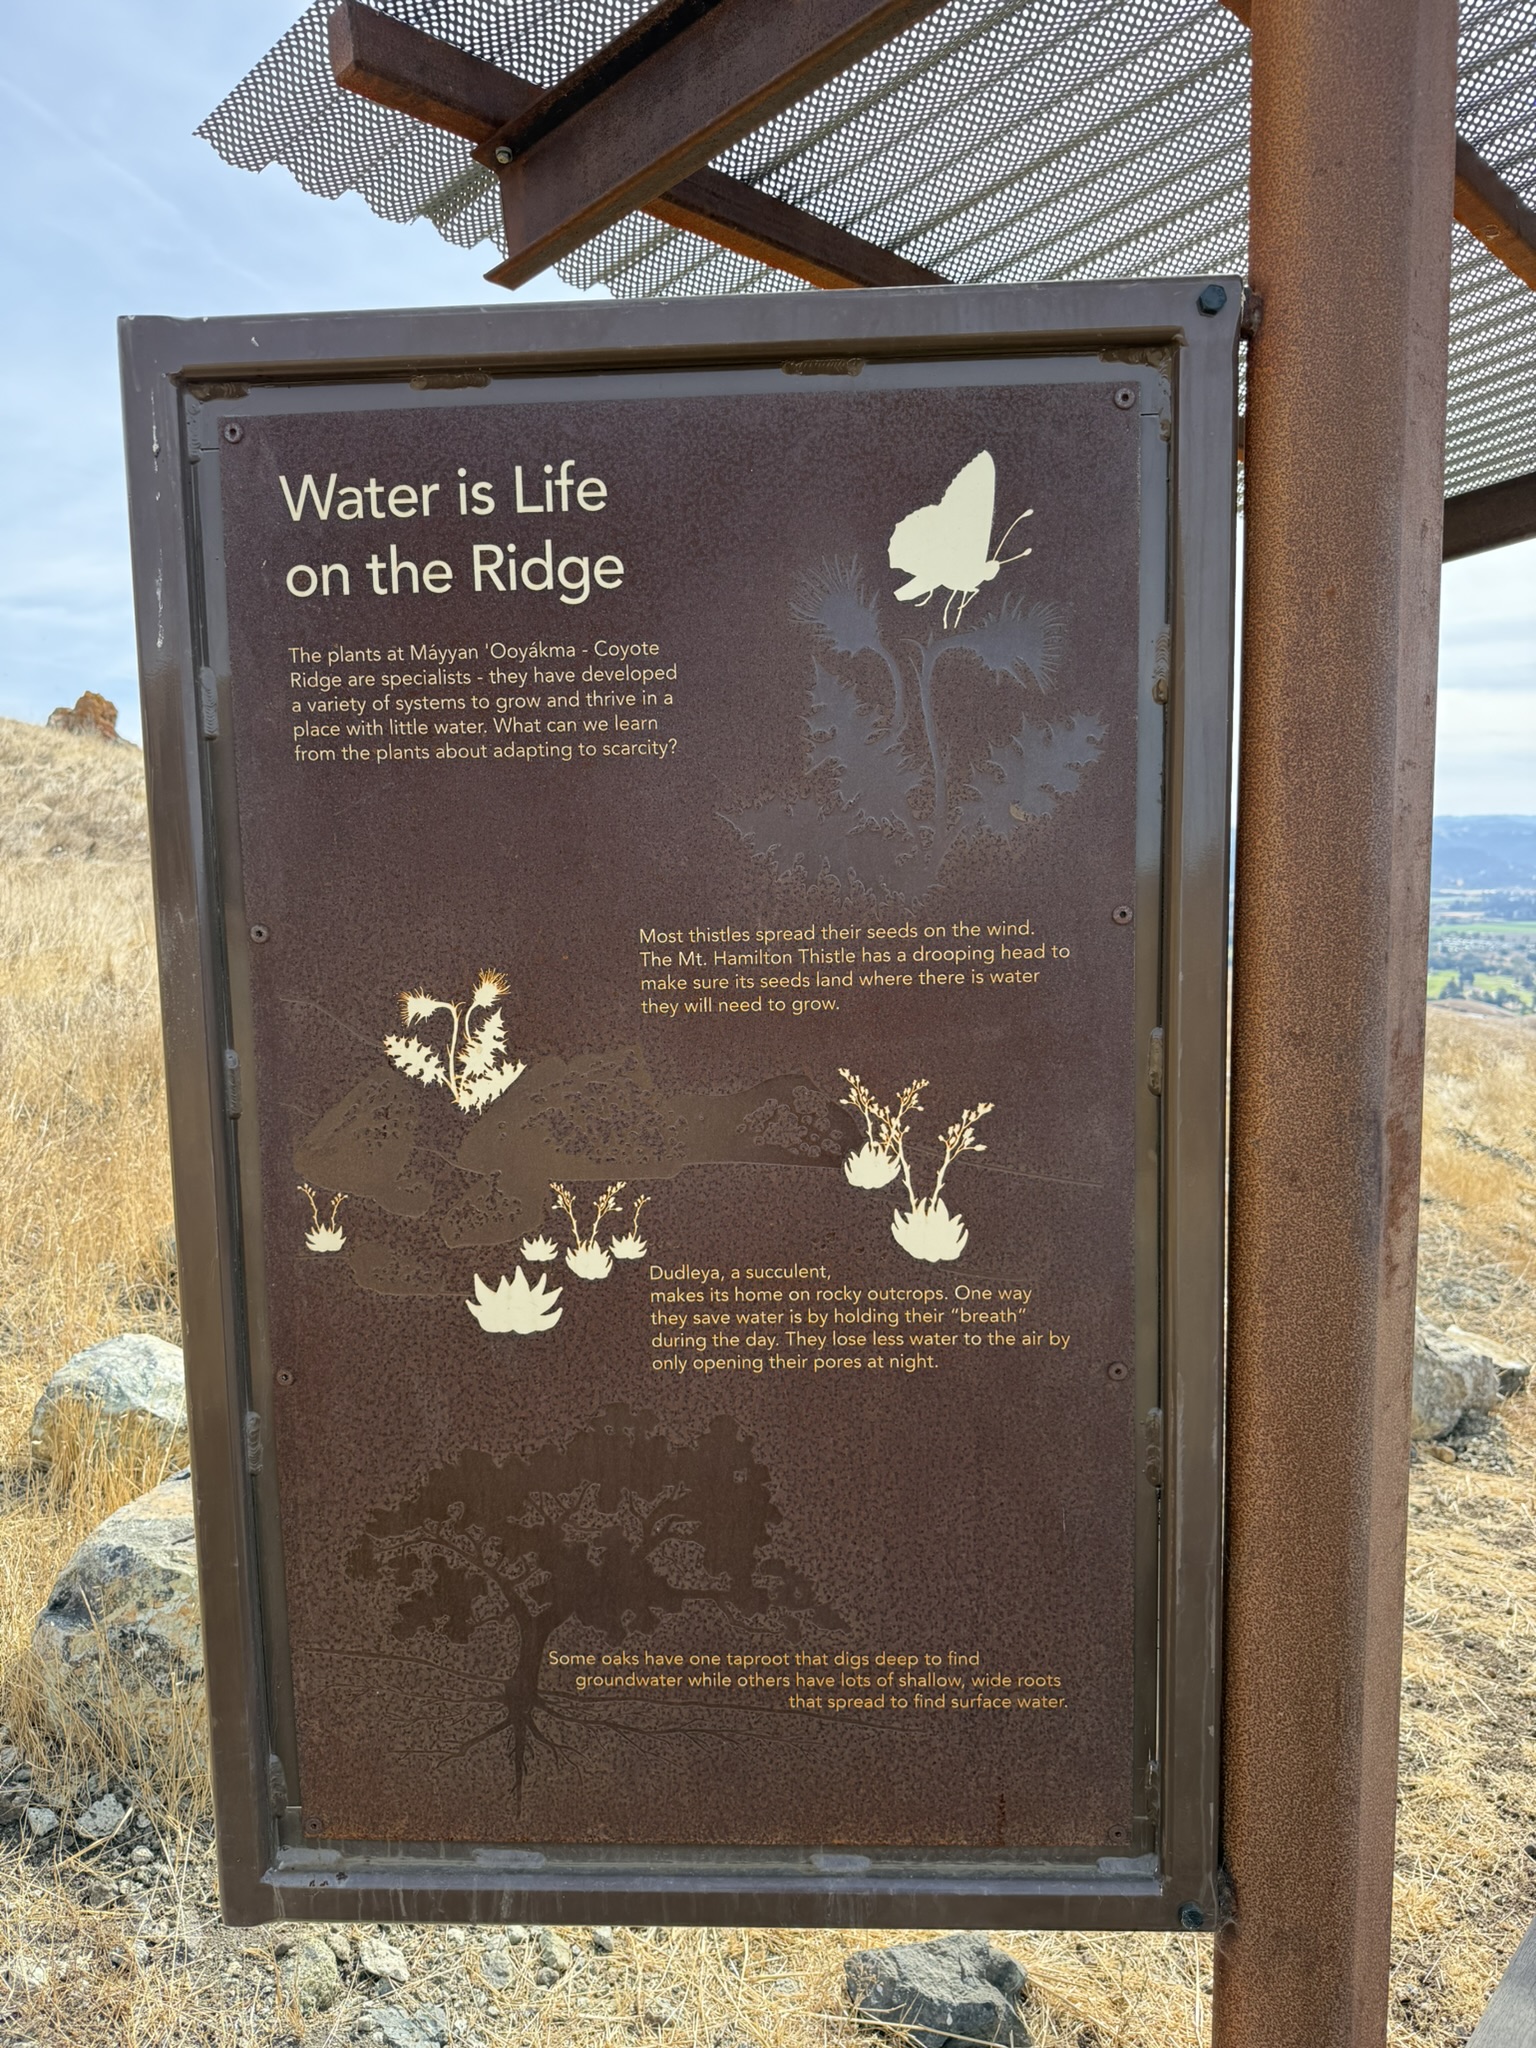 Water is Life
on the Ridge
The plants at Máyyan 'Ooyákma - Coyote
Ridge are specialists - they have developed
a variety of systems to grow and thrive in a
place with little water. What can we learn
from the plants about adapting to scarcity?
Most thistles spread their seeds on the wind.
The Mt. Hamilton Thistle has a drooping head to
make sure its seeds land where there is water
they will need to grow.
Dudleya, a succulent,
makes its home on rocky outcrops. One way
they save water is by holding their “breath”
during the day. They lose less water to the air by
only opening their pores at night.
Some oaks have one taproot that digs deep to find
groundwater while others have lots of shallow, wide roots
that spread to find surface water.